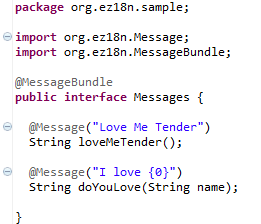 package org.ez18n.sample;
import org.ez18n.Message;
import org.ez18n.MessageBundle;
@MessageBundle
public interface Messages {
@Message("Love Me Tender")
String loveMeTender();
@Message("I love {0}")
String doYouLove(String name);
}